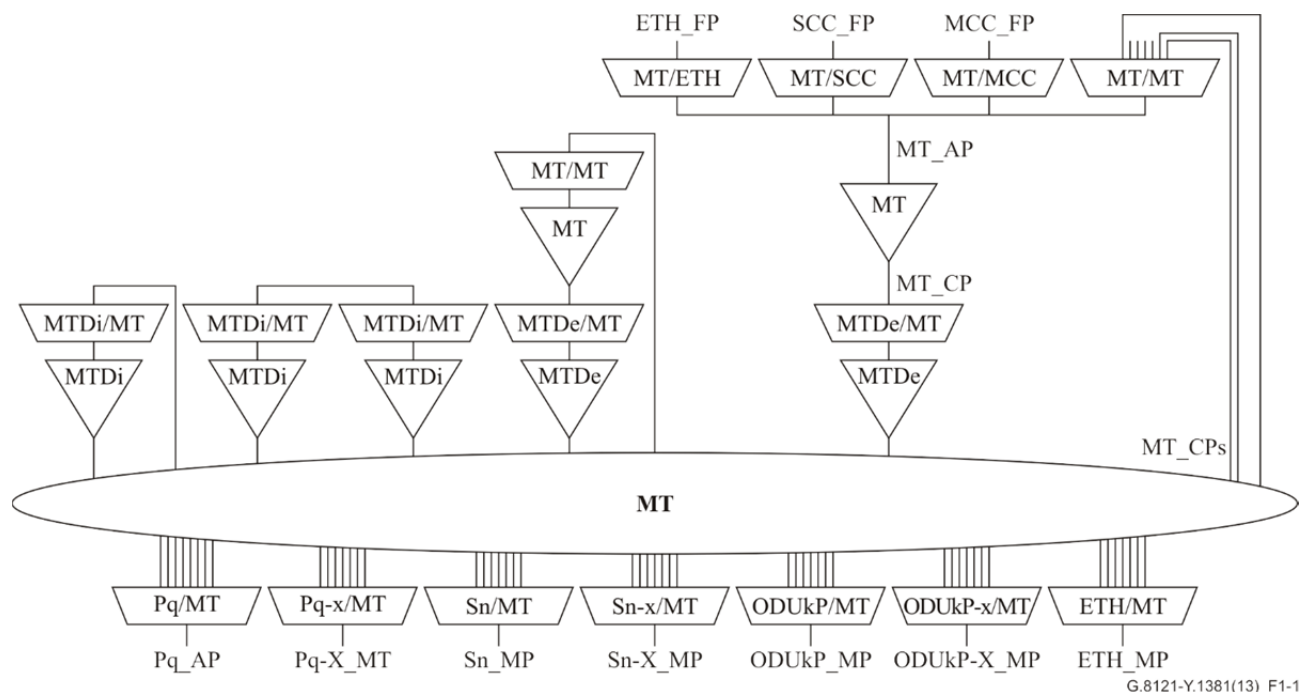 ETH_FP SCC_FP MCC_FP
MT/ETH MT/SCC MT/MCC MT/MT
MT_AP
MT/MT
MT
MT
MT_CP
MTDi/MT MTDi/MT MTDi/MT MTDe/MT MTDe/MT
MTDi MTDi MTDi MTDe MTDe
MT_CPs
MT
Pq/MT Pq-x/MT Sn/MT Sn-x/MT ODUkP/MT ODUkP-x/MT ETH/MT
Pq_AP Pq-X_MT Sn_MP Sn-X_MP ODUkP_MP ODUkP-X_MP ETH_MP
G.8121-Y.1381(13)_F1-1